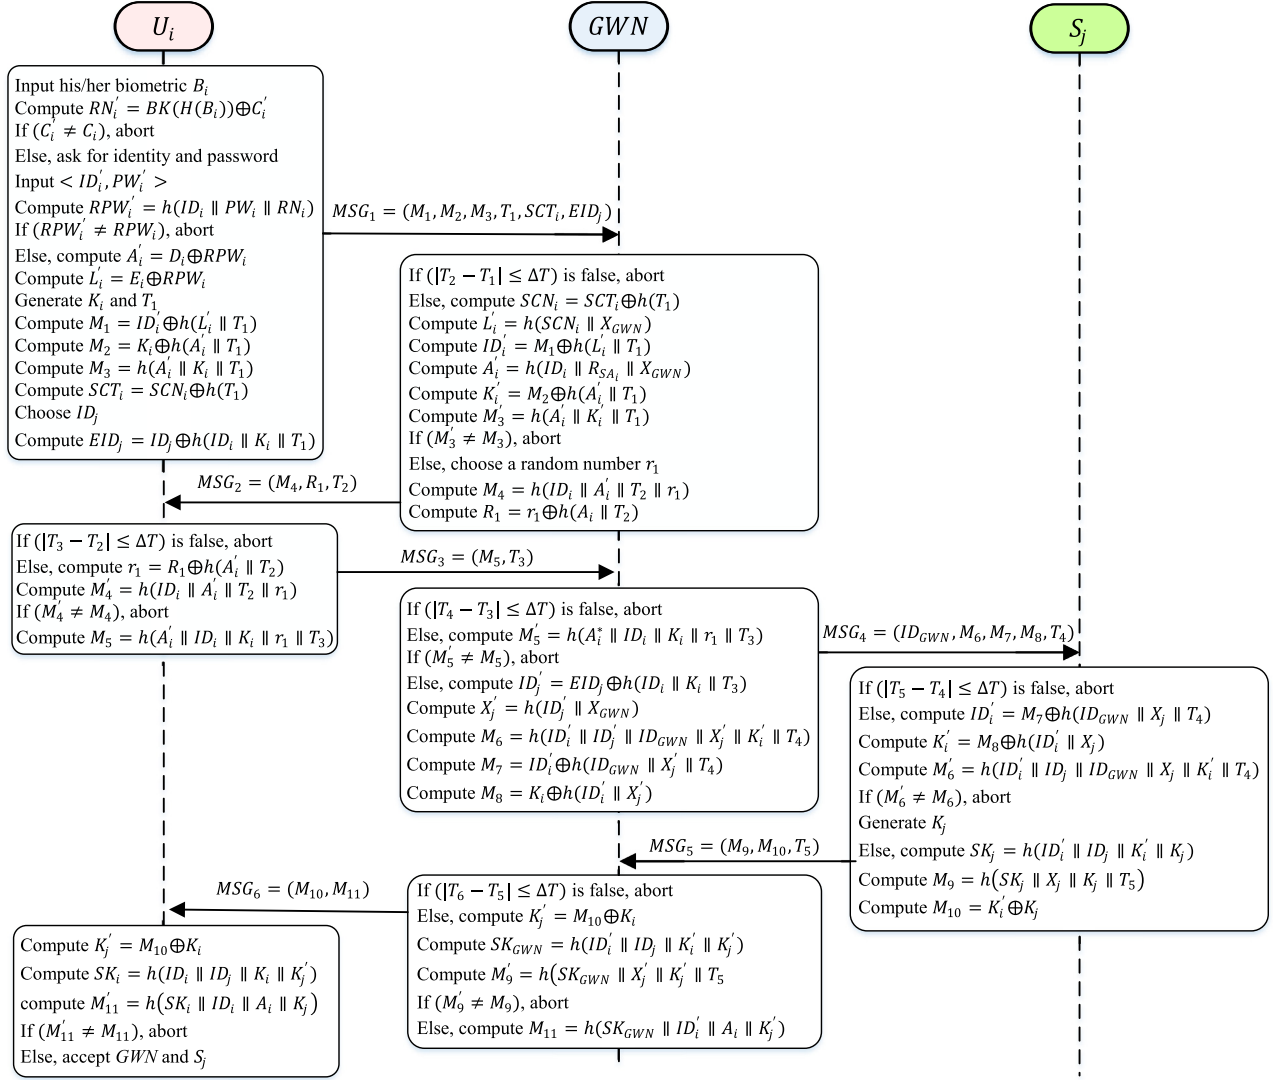 U_i
GWN
S_j
Input his/her biometric B_i
Compute RN_i' = BK(H(B_i))⊕C_i'
If (C_i' ≠ C_i), abort
Else, ask for identity and password
Input < ID_i', PW_i' >
Compute RPW_i' = h(ID_i ∥ PW_i ∥ RN_i)
If (RPW_i' ≠ RPW_i), abort
Else, compute A_i' = D_i⊕RPW_i
Compute L_i' = E_i⊕RPW_i
Generate K_i and T_1
Compute M_1 = ID_i'⊕h(L_i' ∥ T_1)
Compute M_2 = K_i⊕h(A_i' ∥ T_1)
Compute M_3 = h(A_i' ∥ K_i ∥ T_1)
Compute SCT_i = SCN_i⊕h(T_1)
Choose ID_j
Compute EID_j = ID_j⊕h(ID_i ∥ K_i ∥ T_1)
MSG_1 = (M_1, M_2, M_3, T_1, SCT_i, EID_j)
If (|T_2 − T_1| ≤ ΔT) is false, abort
Else, compute SCN_i = SCT_i⊕h(T_1)
Compute L_i' = h(SCN_i ∥ X_GWN)
Compute ID_i' = M_1⊕h(L_i' ∥ T_1)
Compute A_i' = h(ID_i ∥ R_SA_i ∥ X_GWN)
Compute K_i' = M_2⊕h(A_i' ∥ T_1)
Compute M_3' = h(A_i' ∥ K_i' ∥ T_1)
If (M_3' ≠ M_3), abort
Else, choose a random number r_1
Compute M_4 = h(ID_i ∥ A_i' ∥ T_2 ∥ r_1)
Compute R_1 = r_1⊕h(A_i ∥ T_2)
MSG_2 = (M_4, R_1, T_2)
If (|T_3 − T_2| ≤ ΔT) is false, abort
Else, compute r_1 = R_1⊕h(A_i' ∥ T_2)
Compute M_4' = h(ID_i ∥ A_i' ∥ T_2 ∥ r_1)
If (M_4' ≠ M_4), abort
Compute M_5 = h(A_i' ∥ ID_i ∥ K_i ∥ r_1 ∥ T_3)
MSG_3 = (M_5, T_3)
If (|T_4 − T_3| ≤ ΔT) is false, abort
Else, compute M_5' = h(A_i* ∥ ID_i ∥ K_i ∥ r_1 ∥ T_3)
If (M_5' ≠ M_5), abort
Else, compute ID_j' = EID_j⊕h(ID_i ∥ K_i ∥ T_3)
Compute X_j' = h(ID_j' ∥ X_GWN)
Compute M_6 = h(ID_i' ∥ ID_j' ∥ ID_GWN ∥ X_j' ∥ K_i' ∥ T_4)
Compute M_7 = ID_i'⊕h(ID_GWN ∥ X_j' ∥ T_4)
Compute M_8 = K_i⊕h(ID_i' ∥ X_j')
MSG_4 = (ID_GWN, M_6, M_7, M_8, T_4)
If (|T_5 − T_4| ≤ ΔT) is false, abort
Else, compute ID_i' = M_7⊕h(ID_GWN ∥ X_j ∥ T_4)
Compute K_i' = M_8⊕h(ID_i' ∥ X_j)
Compute M_6' = h(ID_i' ∥ ID_j ∥ ID_GWN ∥ X_j ∥ K_i' ∥ T_4)
If (M_6' ≠ M_6), abort
Generate K_j
Else, compute SK_j = h(ID_i' ∥ ID_j ∥ K_i' ∥ K_j)
Compute M_9 = h(SK_j ∥ X_j ∥ K_j ∥ T_5)
Compute M_10 = K_i'⊕K_j
MSG_5 = (M_9, M_10, T_5)
If (|T_6 − T_5| ≤ ΔT) is false, abort
Else, compute K_j' = M_10⊕K_i
Compute SK_GWN = h(ID_i' ∥ ID_j ∥ K_i' ∥ K_j')
Compute M_9' = h(SK_GWN ∥ X_j' ∥ K_j' ∥ T_5
If (M_9' ≠ M_9), abort
Else, compute M_11 = h(SK_GWN ∥ ID_i' ∥ A_i ∥ K_j')
MSG_6 = (M_10, M_11)
Compute K_j' = M_10⊕K_i
Compute SK_i = h(ID_i ∥ ID_j ∥ K_i ∥ K_j')
compute M_11' = h(SK_i ∥ ID_i ∥ A_i ∥ K_j)
If (M_11' ≠ M_11), abort
Else, accept GWN and S_j